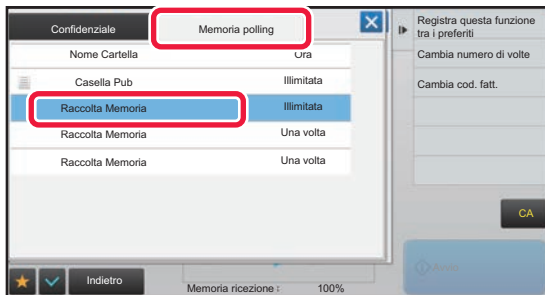 Confidenziale
Memoria polling
Nome Cartella
Ora
Casella Pub
Illimitata
Raccolta Memoria
Illimitata
Raccolta Memoria
Una volta
Raccolta Memoria
Una volta
Indietro
Memoria ricezione :
100%
Registra questa funzione
tra i preferiti
Cambia numero di volte
Cambia cod. fatt.
CA
Avvio